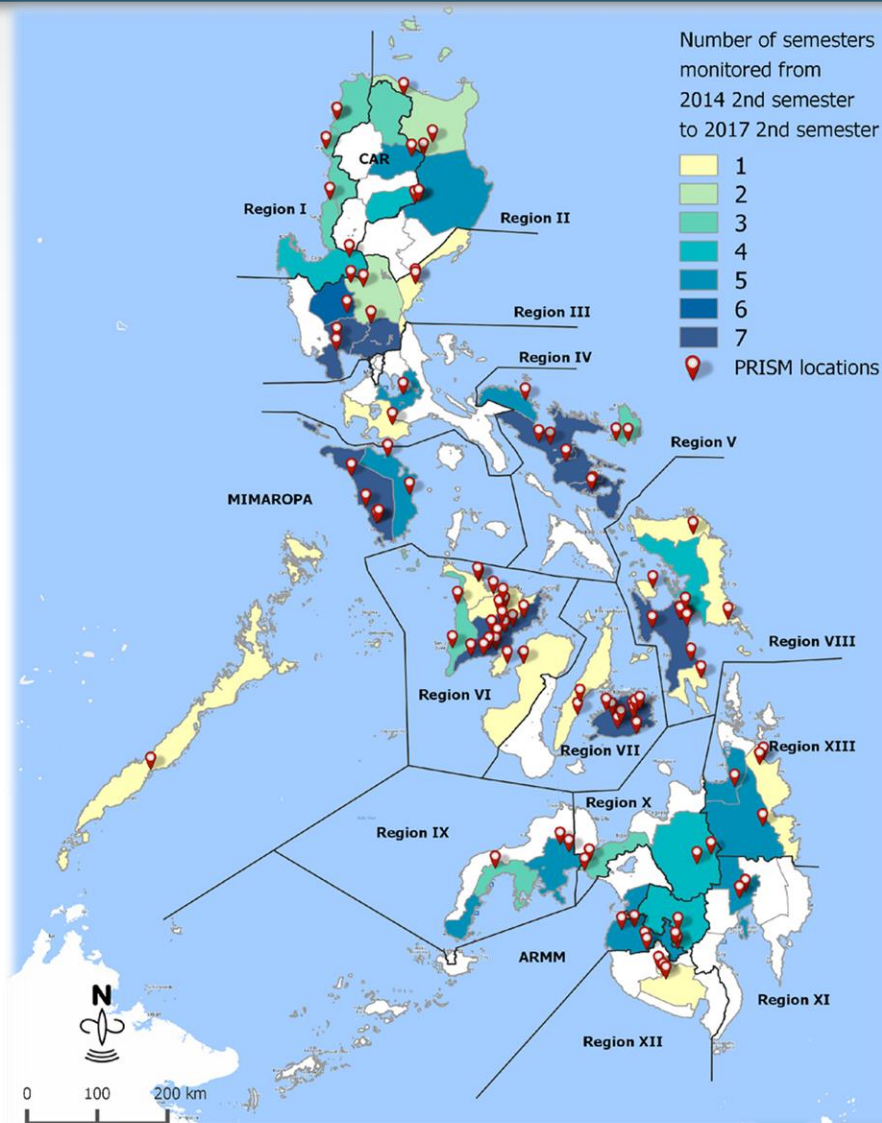 Number of semesters
monitored from
2014 2nd semester
to 2017 2nd semester
1
2
3
4
5
6
7
PRISM locations
CAR
Region I
Region II
Region III
Region IV
Region V
MIMAROPA
Region VIII
Region VI
Region VII
Region XIII
Region X
Region IX
ARMM
Region XI
Region XII
N
0 100 200 km